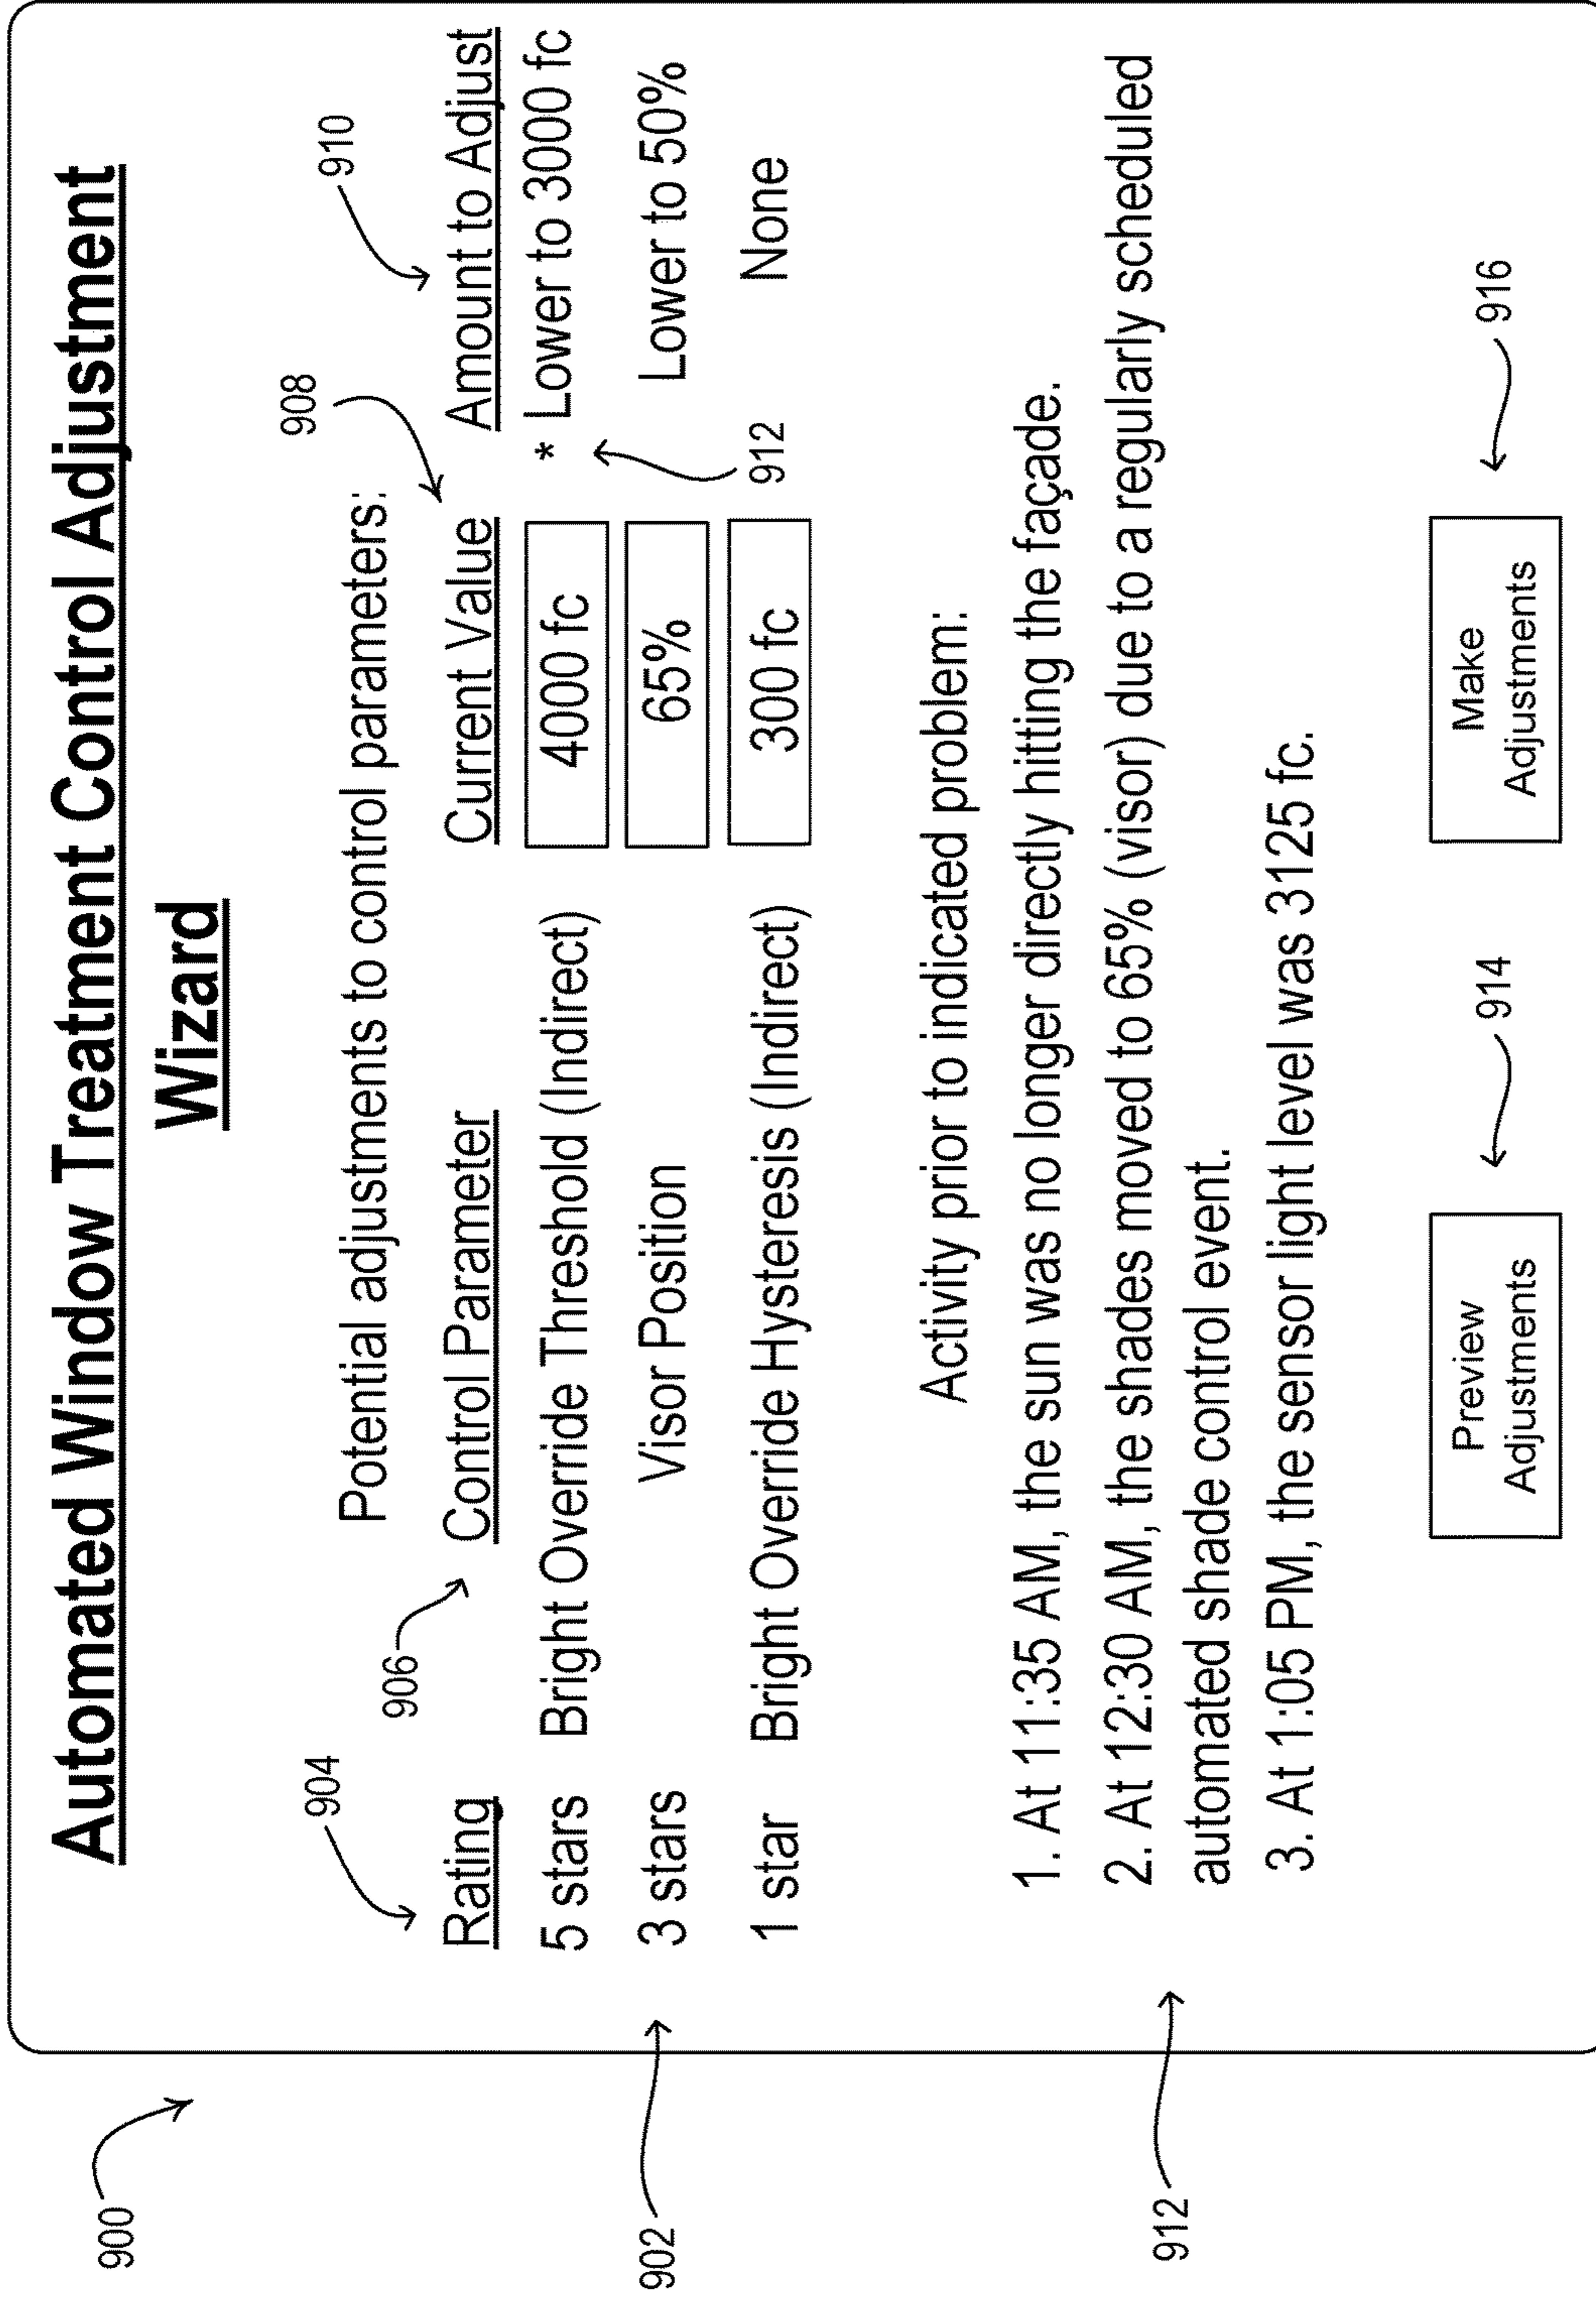 Automated Window Treatment Control Adjustment
Wizard
900
Potential adjustments to control parameters:
904
906
908
910
Rating Control Parameter Current Value Amount to Adjust
5 stars Bright Override Threshold (Indirect) 4000 fc * Lower to 3000 fc
902
3 stars Visor Position 65% Lower to 50%
912
1 star Bright Override Hysteresis (Indirect) 300 fc None
Activity prior to indicated problem:
1. At 11:35 AM, the sun was no longer directly hitting the façade.
912
2. At 12:30 AM, the shades moved to 65% (visor) due to a regularly scheduled
automated shade control event.
3. At 1:05 PM, the sensor light level was 3125 fc.
914
916
Preview
Adjustments
Make
Adjustments